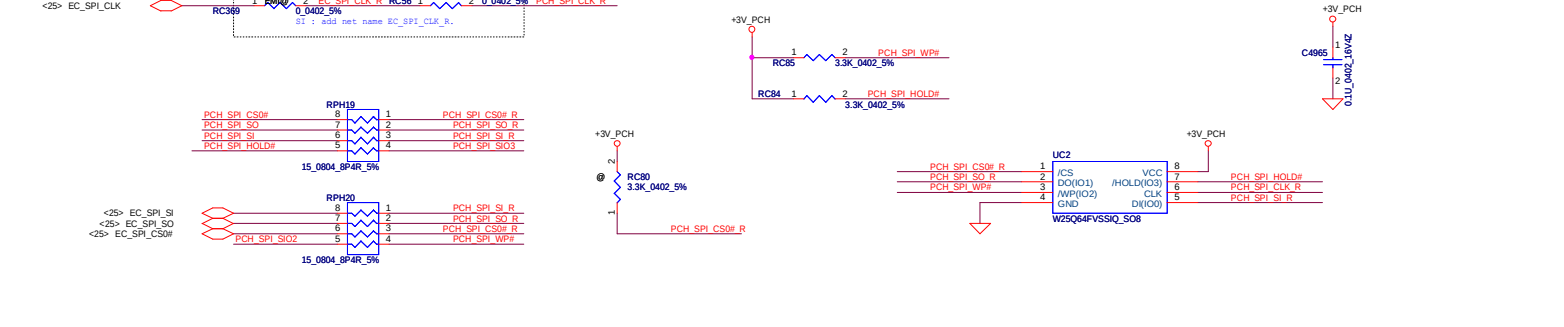 <25> EC_SPI_CLK
RC369
1
2
EC_SPI_CLK_R
RC56
1
2
0_0402_5%
PCH_SPI_CLK_R
0_0402_5%
SI : add net name EC_SPI_CLK_R.
+3V_PCH
1
2
PCH_SPI_WP#
RC85
3.3K_0402_5%
RC84
1
2
PCH_SPI_HOLD#
3.3K_0402_5%
+3V_PCH
C4965
1
2
0.1U_0402_16V4Z
RPH19
PCH_SPI_CS0#
8
1
PCH_SPI_CS0#_R
PCH_SPI_SO
7
2
PCH_SPI_SO_R
PCH_SPI_SI
6
3
PCH_SPI_SI_R
PCH_SPI_HOLD#
5
4
PCH_SPI_SIO3
15_0804_8P4R_5%
RPH20
<25> EC_SPI_SI
8
1
PCH_SPI_SI_R
<25> EC_SPI_SO
7
2
PCH_SPI_SO_R
<25> EC_SPI_CS0#
6
3
PCH_SPI_CS0#_R
PCH_SPI_SIO2
5
4
PCH_SPI_WP#
15_0804_8P4R_5%
+3V_PCH
2
@
RC80
3.3K_0402_5%
1
PCH_SPI_CS0#_R
+3V_PCH
UC2
PCH_SPI_CS0#_R
1
/CS
VCC
8
PCH_SPI_SO_R
2
DO(IO1)
/HOLD(IO3)
7
PCH_SPI_HOLD#
PCH_SPI_WP#
3
/WP(IO2)
CLK
6
PCH_SPI_CLK_R
4
GND
DI(IO0)
5
PCH_SPI_SI_R
W25Q64FVSSIQ_SO8